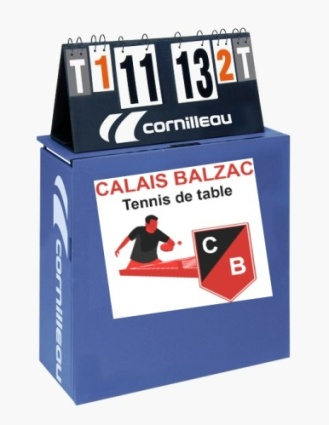 T 1 11 13 2 T
cornilleau
CALAIS BALZAC
Tennis de table
C
B
cornilleau